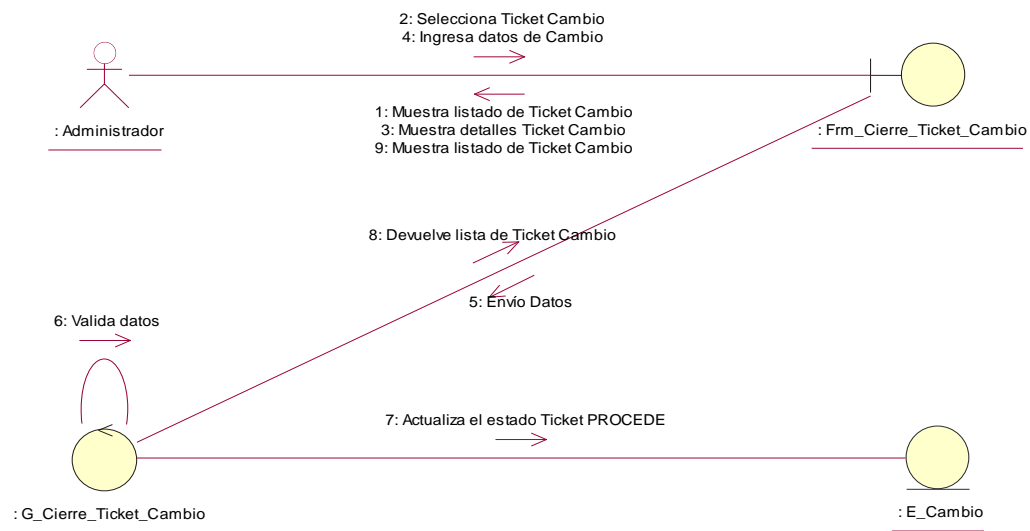 2: Selecciona Ticket Cambio
4: Ingresa datos de Cambio
1: Muestra listado de Ticket Cambio
3: Muestra detalles Ticket Cambio
9: Muestra listado de Ticket Cambio
: Administrador
: Frm_Cierre_Ticket_Cambio
8: Devuelve lista de Ticket Cambio
5: Envío Datos
6: Valida datos
7: Actualiza el estado Ticket PROCEDE
: G_Cierre_Ticket_Cambio
: E_Cambio